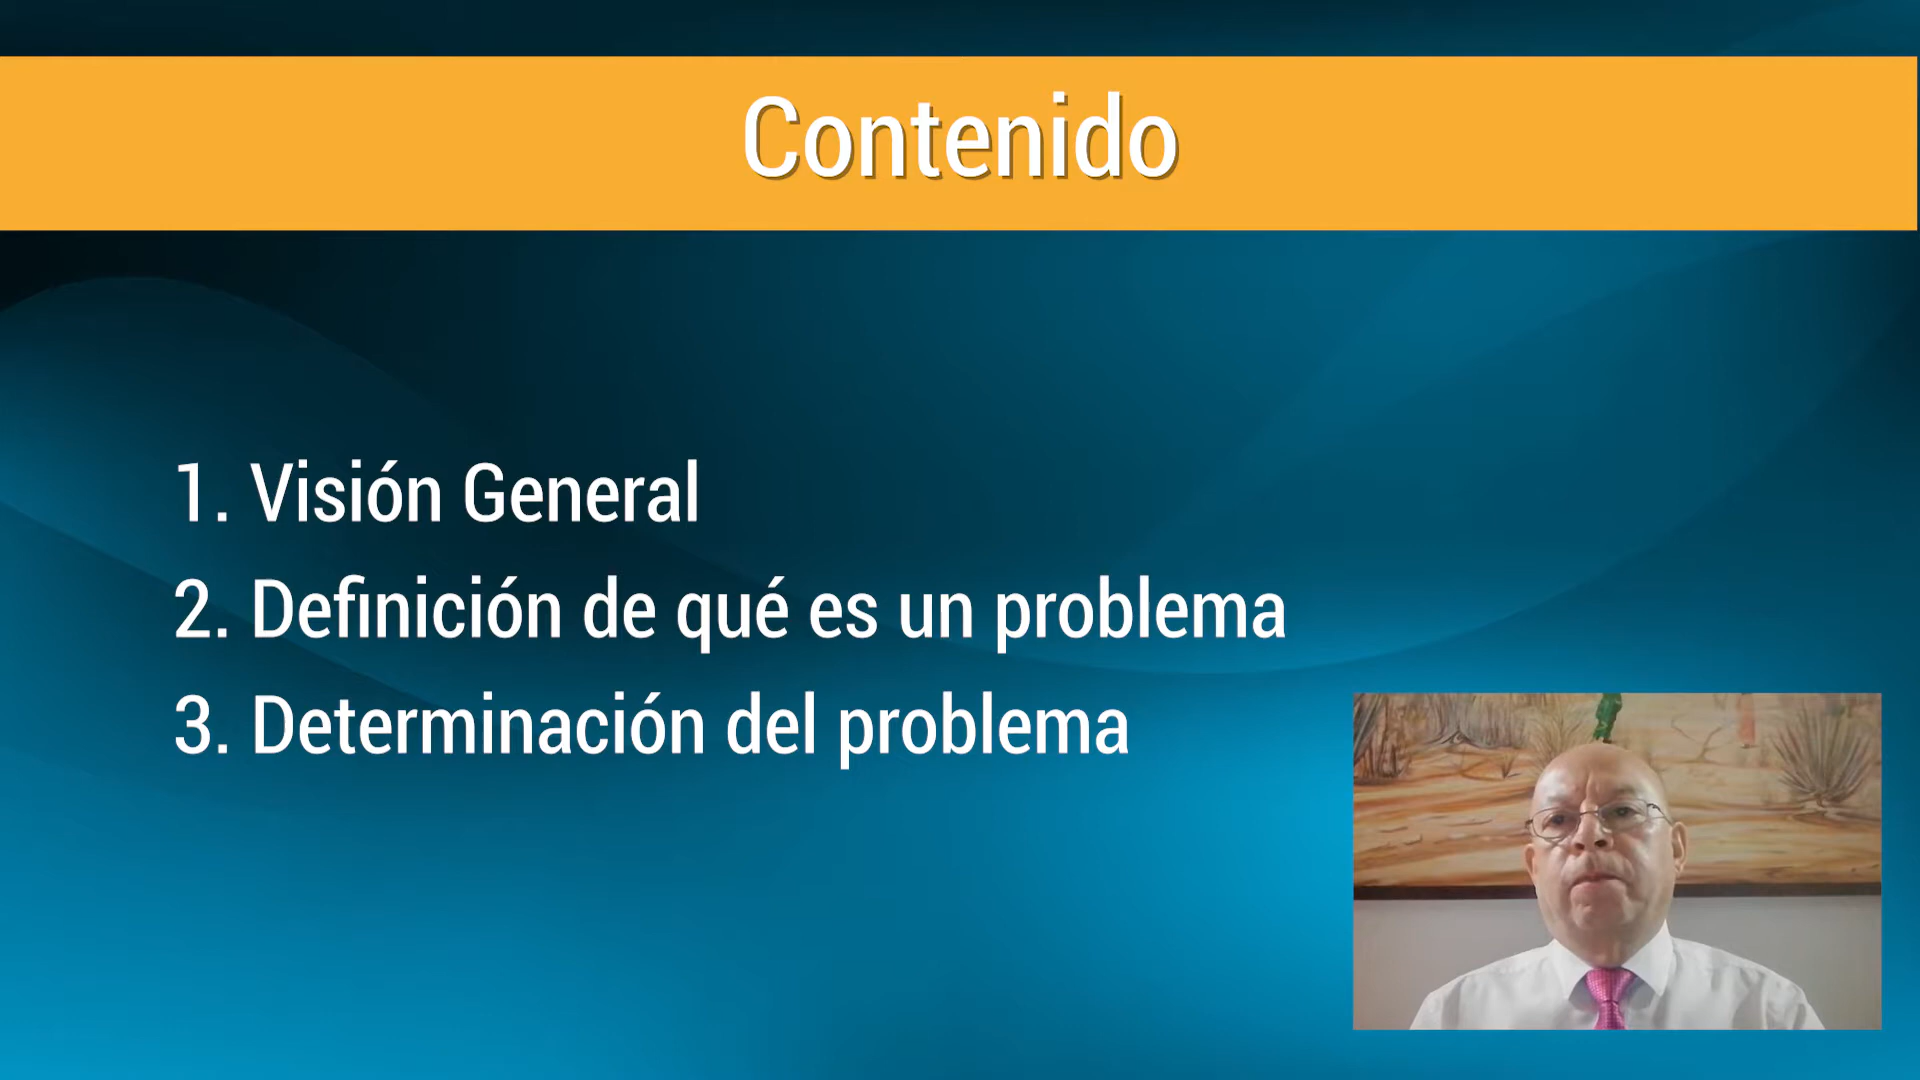 Contenido
1. Visión General
2. Definición de qué es un problema
3. Determinación del problema